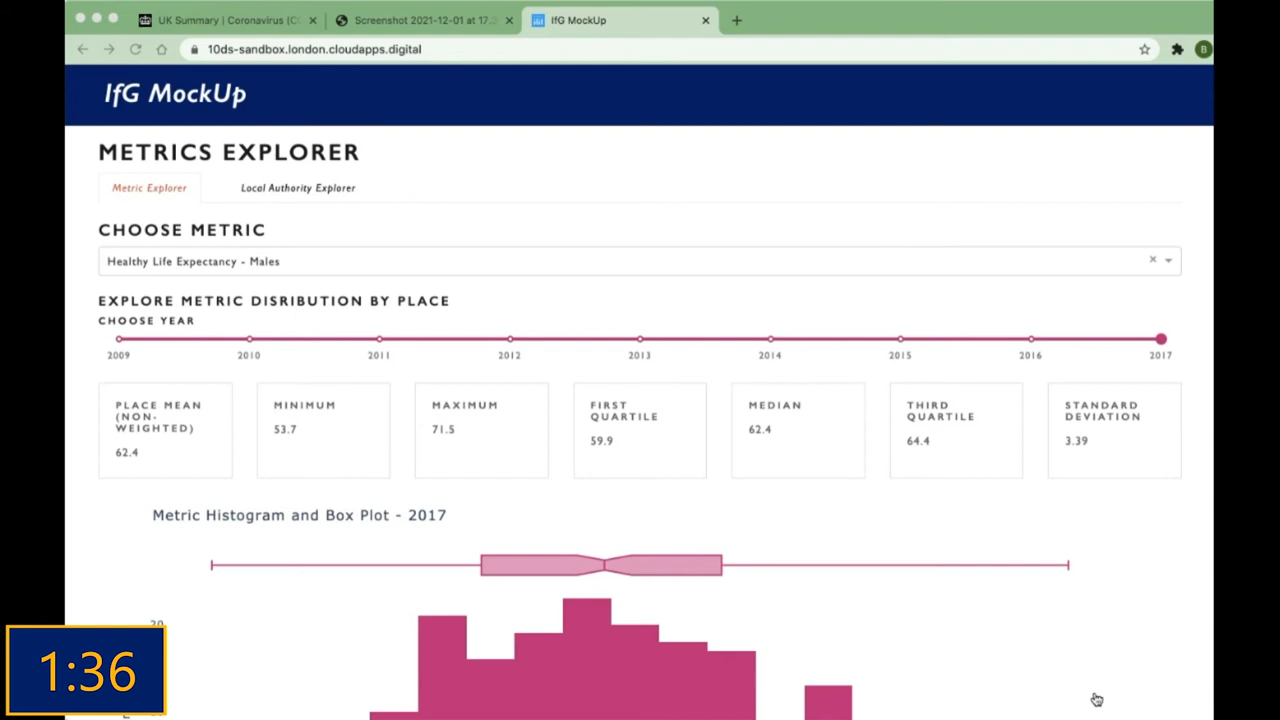 UK Summary | Coronavirus (C
Screenshot 2021-12-01 at 17.
IfG MockUp
10ds-sandbox.london.cloudapps.digital
B
IfG MockUp
METRICS EXPLORER
Metric Explorer
Local Authority Explorer
CHOOSE METRIC
Healthy Life Expectancy - Males
EXPLORE METRIC DISRIBUTION BY PLACE
CHOOSE YEAR
2009 2010 2011 2012 2013 2014 2015 2016 2017
PLACE MEAN
(NON-
WEIGHTED)
62.4
MINIMUM
53.7
MAXIMUM
71.5
FIRST
QUARTILE
59.9
MEDIAN
62.4
THIRD
QUARTILE
64.4
STANDARD
DEVIATION
3.39
Metric Histogram and Box Plot - 2017
1:36